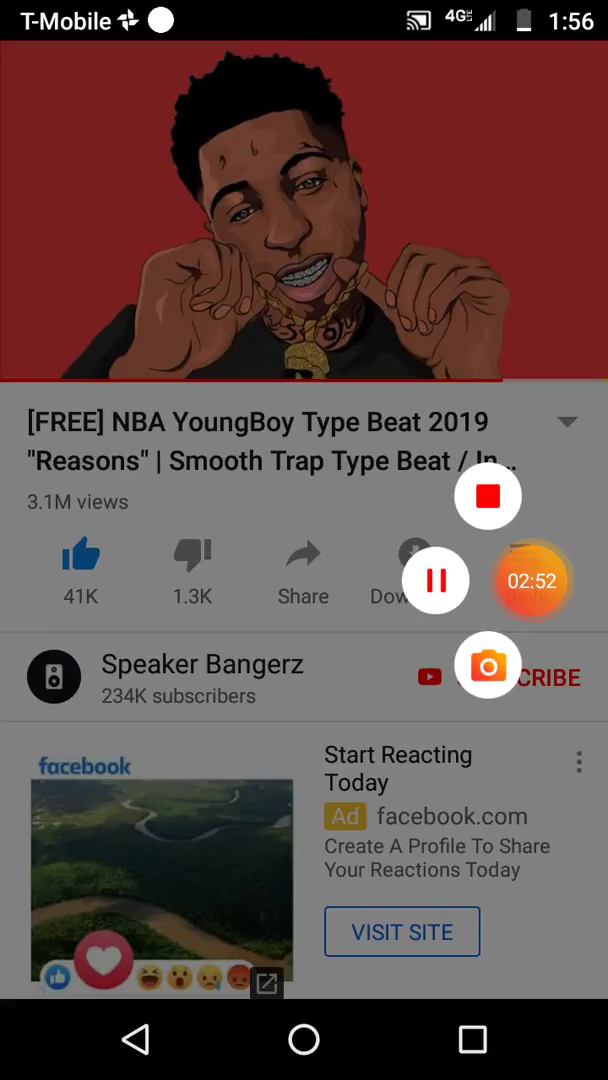 T-Mobile 4G LTE 1:56
[FREE] NBA YoungBoy Type Beat 2019
"Reasons" | Smooth Trap Type Beat / In...
3.1M views
41K 1.3K Share Dow
02:52
Speaker Bangerz
234K subscribers
CRIBE
facebook
Start Reacting
Today
Ad facebook.com
Create A Profile To Share
Your Reactions Today
VISIT SITE